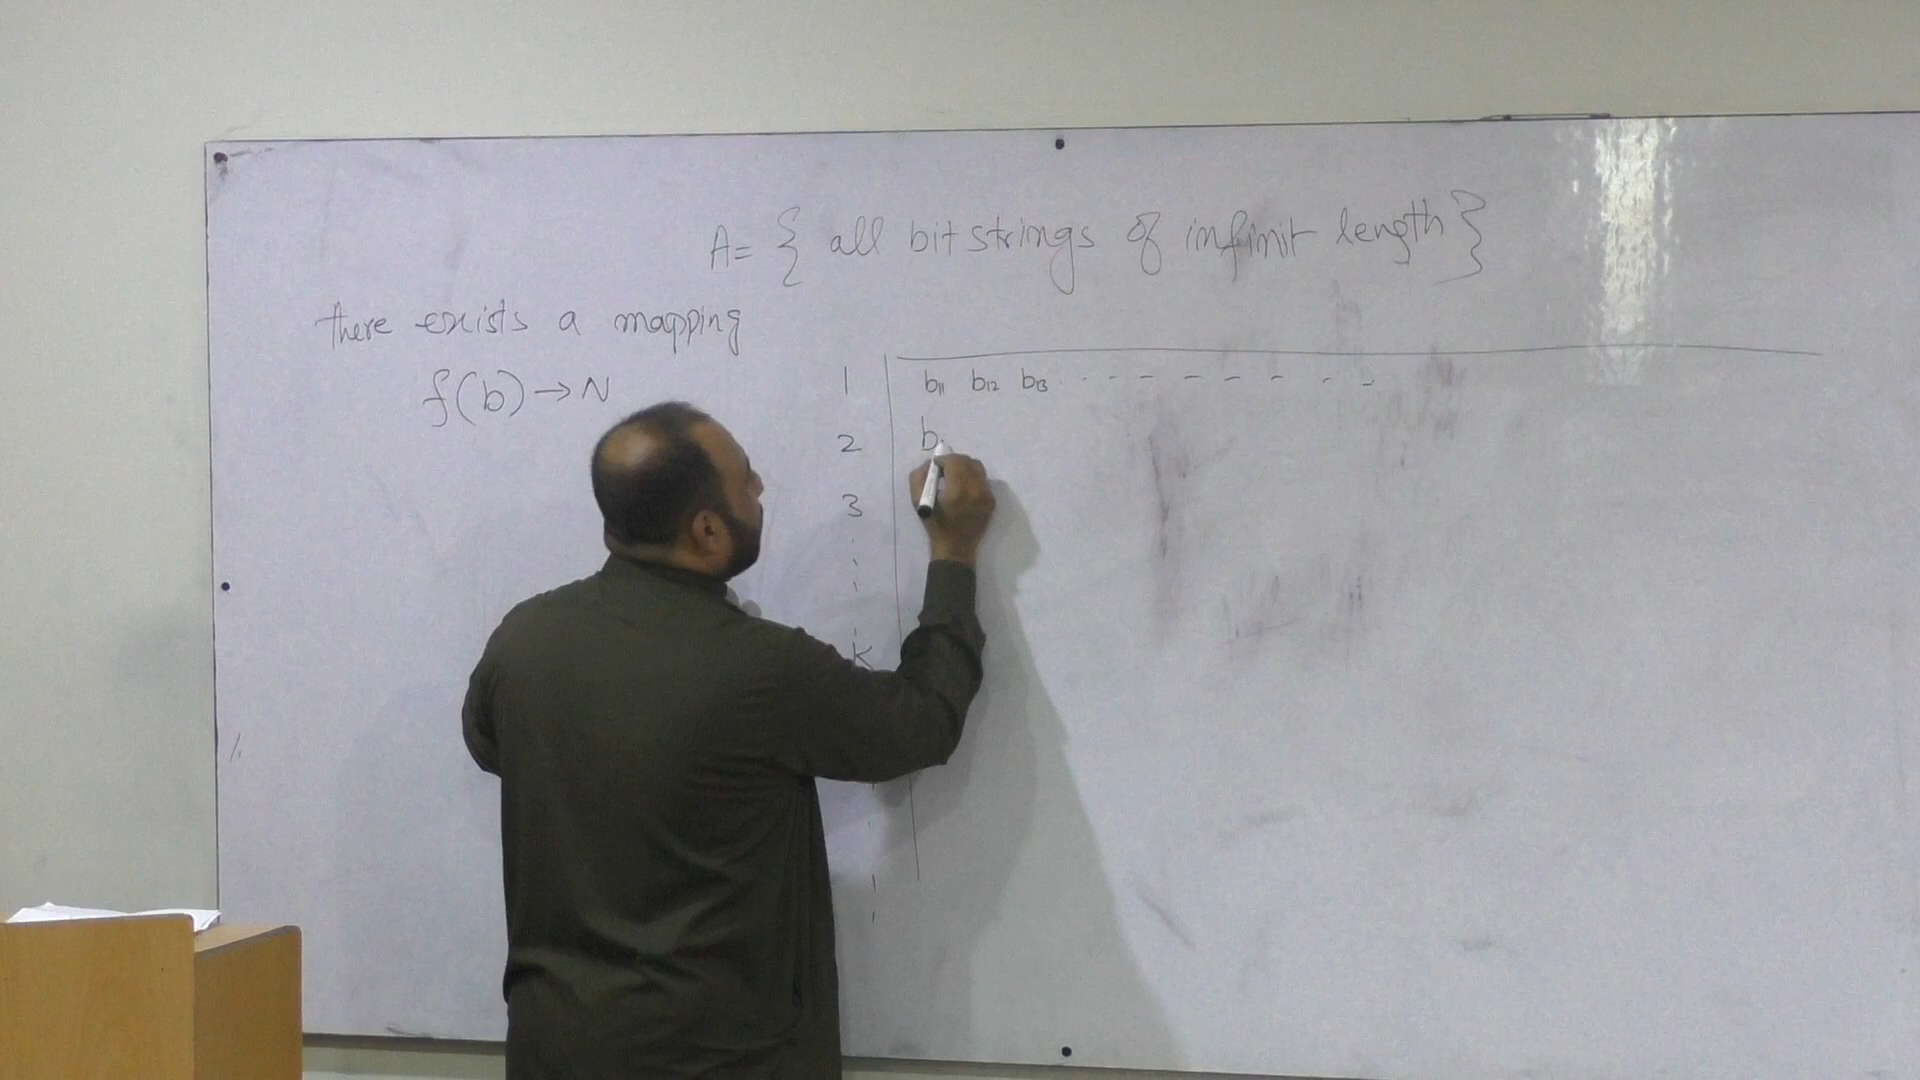 A = { all bit strings of infinit length }
there exists a mapping
f(b) → N
1 b11 b12 b13 . . - - - - - . -
2 b
3
K